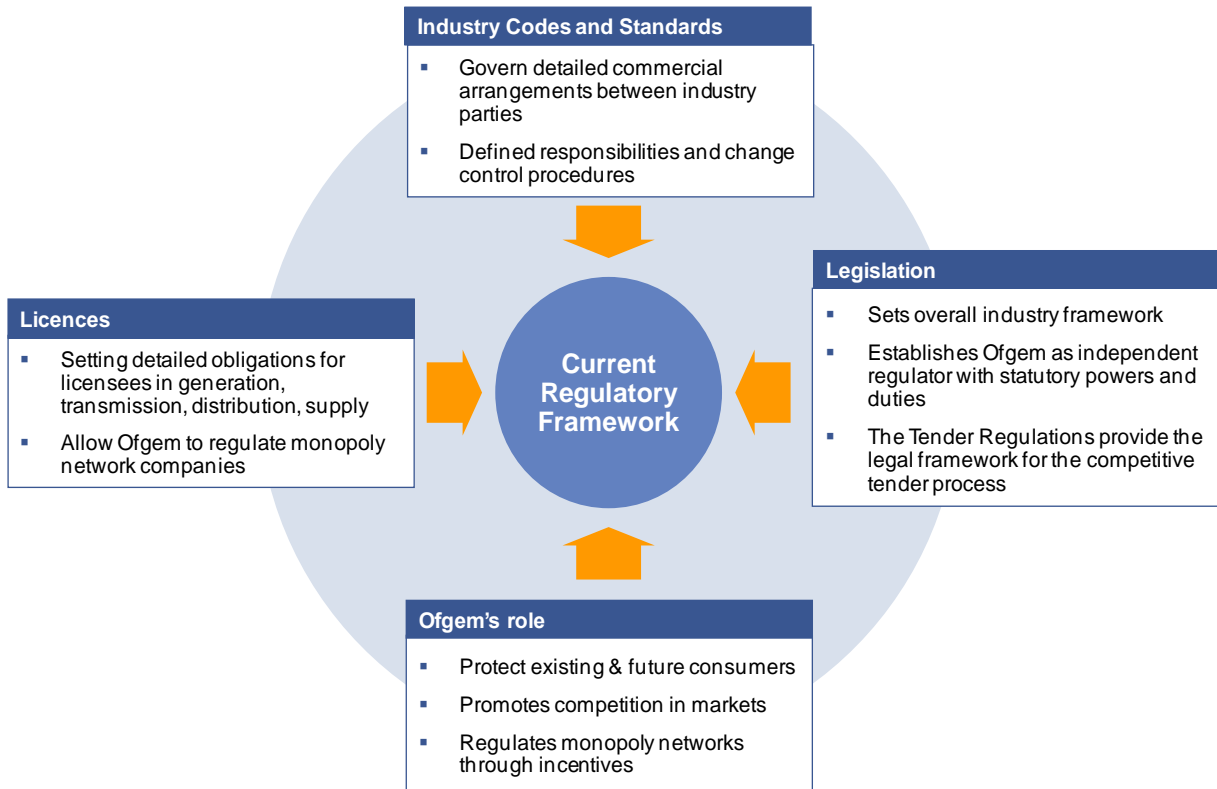 Industry Codes and Standards
▪ Govern detailed commercial
arrangements between industry
parties
▪ Defined responsibilities and change
control procedures
Licences
▪ Setting detailed obligations for
licensees in generation,
transmission, distribution, supply
▪ Allow Ofgem to regulate monopoly
network companies
Current
Regulatory
Framework
Legislation
▪ Sets overall industry framework
▪ Establishes Ofgem as independent
regulator with statutory powers and
duties
▪ The Tender Regulations provide the
legal framework for the competitive
tender process
Ofgem’s role
▪ Protect existing & future consumers
▪ Promotes competition in markets
▪ Regulates monopoly networks
through incentives